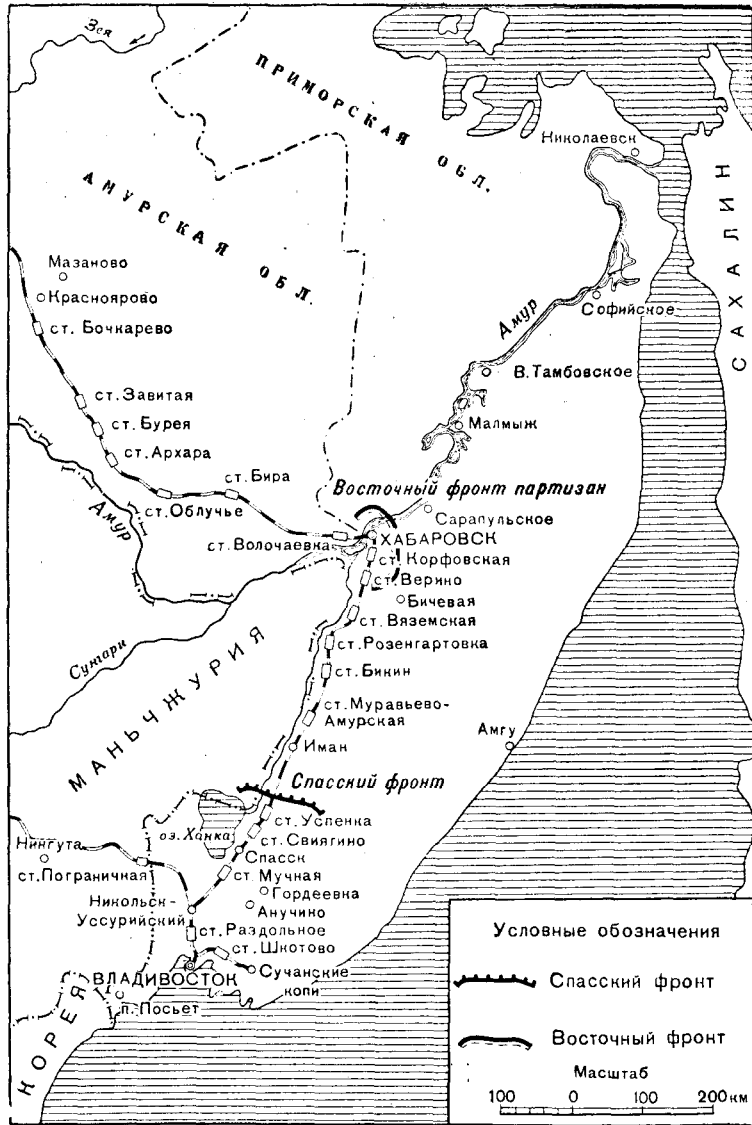 Зея
ПРИМОРСКАЯ ОБЛ.
Николаевск
АМУРСКАЯ ОБЛ.
САХАЛИН
Мазаново
Краснояров
ст. Бочкарево
Амур
Софийское
В. Тамбовское
ст. Завитая
ст. Бурея
ст. Архара
Малмыж
ст. Бира
Восточный фронт партизан
Амур
ст. Облучье
Сарапульское
ст. Волочаевка
ХАБАРОВСК
ст. Корфовская
ст. Верино
Бичевая
ст. Вяземская
Сунгари
ст. Розенгартовка
МАНЬЧЖУРИЯ
ст. Бикин
ст. Муравьево-
Амурская
Иман
Амгу
Спасский фронт
оз. Ханка
ст. Успенка
ст. Свиягино
Нингута
Спасск
ст. Пограничная
ст. Мучная
Гордеевка
Никольск-
Уссурийский
Анучино
ст. Раздольное
ст. Шкотово
ВЛАДИВОСТОК
Сучанские
копи
п. Посьет
КОРЕЯ
Условные обозначения
Спасский фронт
Восточный фронт
Масштаб
100 0 100 200 км